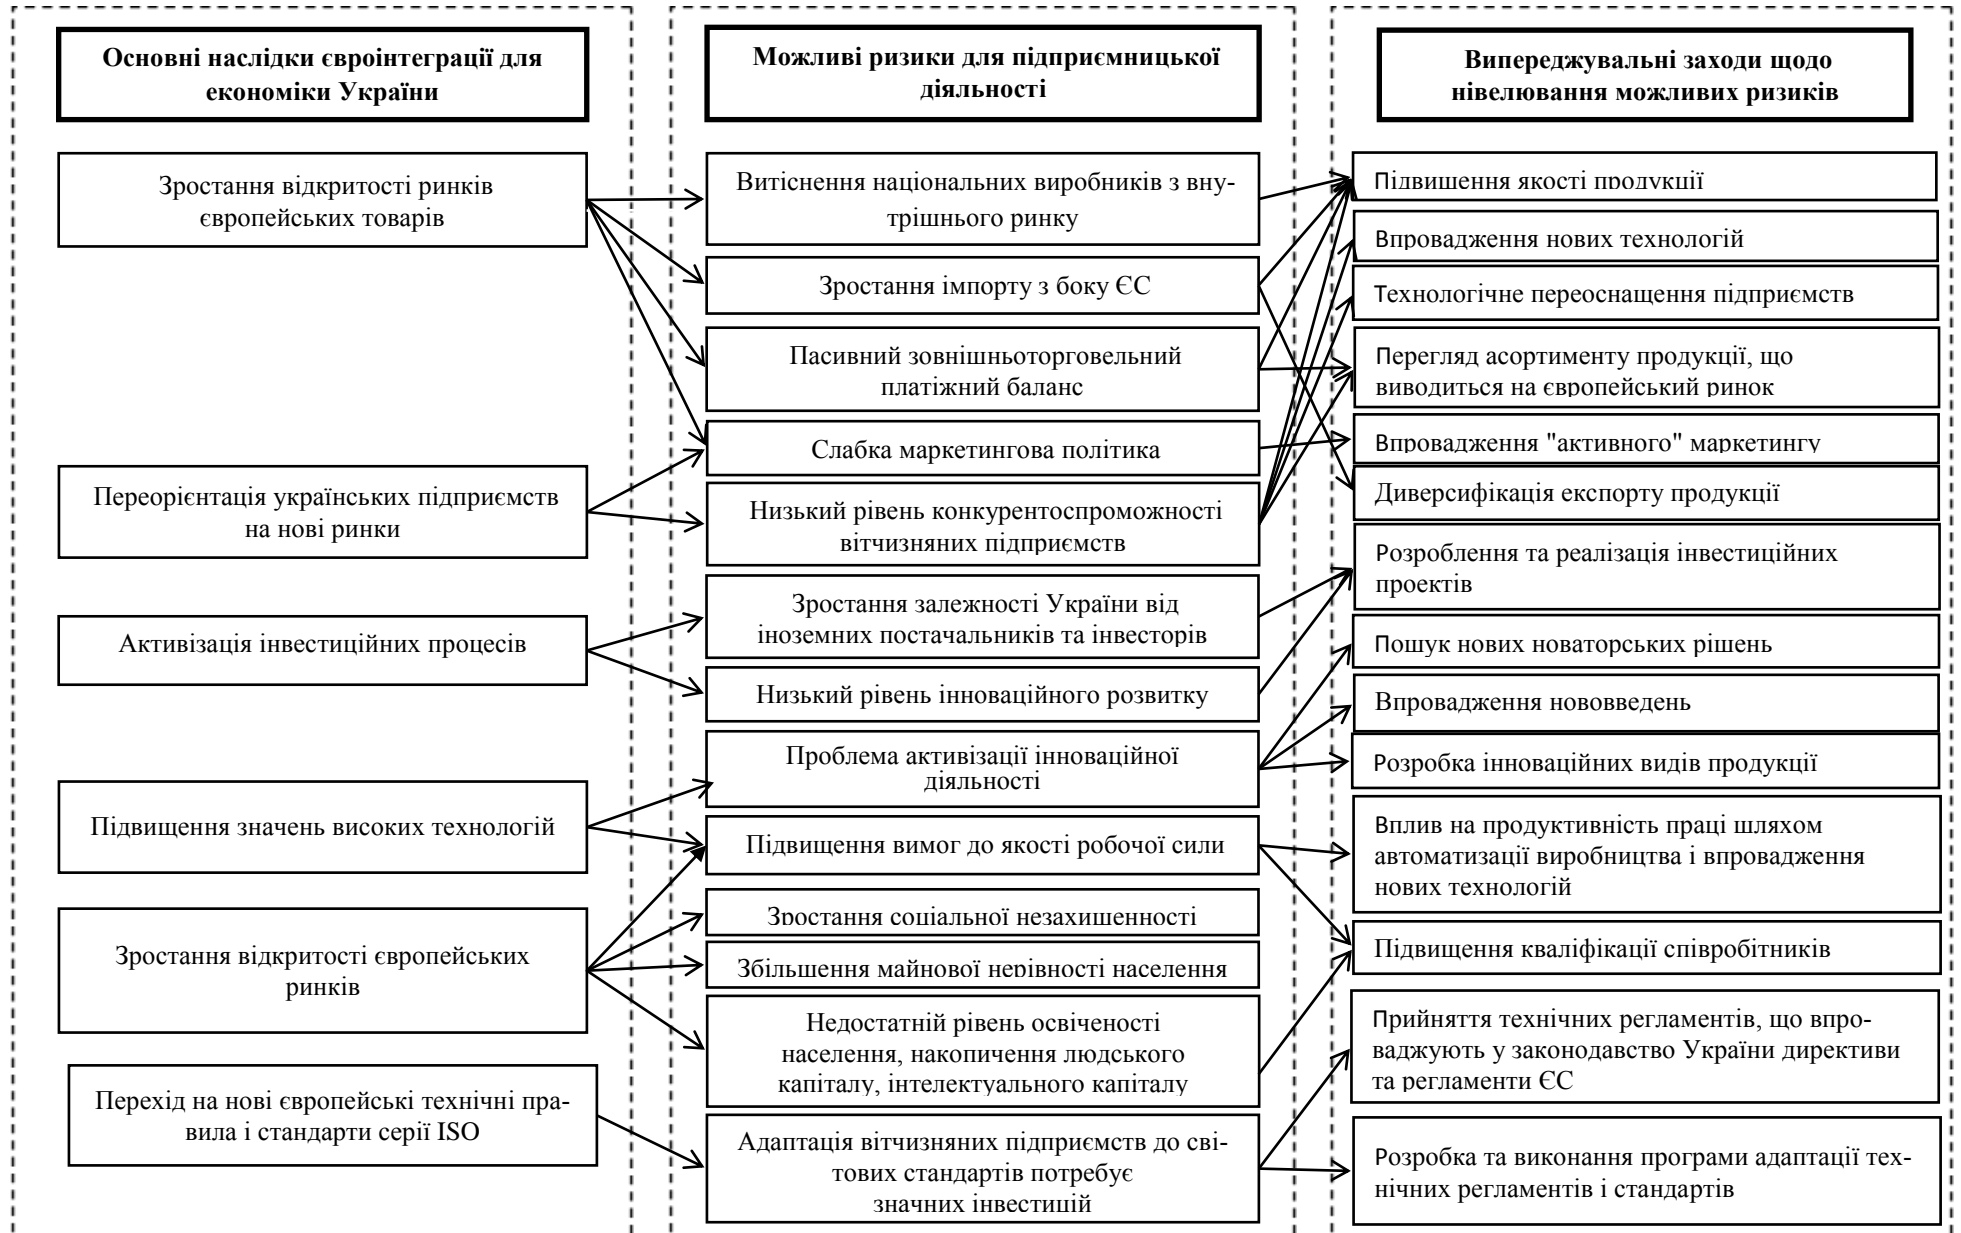 Основні наслідки євроінтеграції для
економіки України
Зростання відкритості ринків
європейських товарів
Переорієнтація українських підприємств
на нові ринки
Активізація інвестиційних процесів
Підвищення значень високих технологій
Зростання відкритості європейських
ринків
Перехід на нові європейські технічні пра-
вила і стандарти серії ISO
Можливі ризики для підприємницької
діяльності
Витіснення національних виробників з вну-
трішнього ринку
Зростання імпорту з боку ЄС
Пасивний зовнішньоторговельний
платіжний баланс
Слабка маркетингова політика
Низький рівень конкурентоспроможності
вітчизняних підприємств
Зростання залежності України від
іноземних постачальників та інвесторів
Низький рівень інноваційного розвитку
Проблема активізації інноваційної
діяльності
Підвищення вимог до якості робочої сили
Зростання соціальної незахищенності
Збільшення майнової нерівності населення
Недостатній рівень освіченості
населення, накопичення людського
капіталу, інтелектуального капіталу
Адаптація вітчизняних підприємств до сві-
тових стандартів потребує
значних інвестицій
Випереджувальні заходи щодо
нівелювання можливих ризиків
Підвищення якості продукції
Впровадження нових технологій
Технологічне переоснащення підприємств
Перегляд асортименту продукції, що
виводиться на європейський ринок
Впровадження "активного" маркетингу
Диверсифікація експорту продукції
Розроблення та реалізація інвестиційних
проектів
Пошук нових новаторських рішень
Впровадження нововведень
Розробка інноваційних видів продукції
Вплив на продуктивність праці шляхом
автоматизації виробництва і впровадження
нових технологій
Підвищення кваліфікації співробітників
Прийняття технічних регламентів, що впро-
ваджують у законодавство України директиви
та регламенти ЄС
Розробка та виконання програми адаптації тех-
нічних регламентів і стандартів